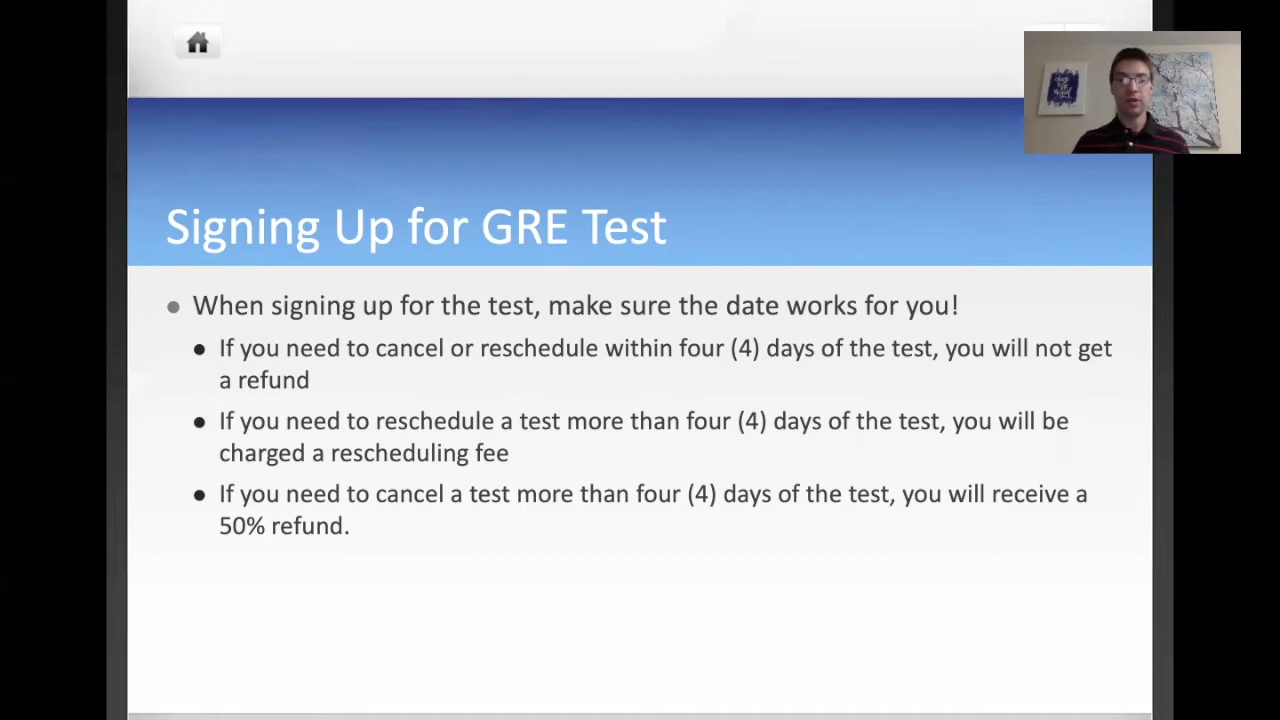 Signing Up for GRE Test
● When signing up for the test, make sure the date works for you!
● If you need to cancel or reschedule within four (4) days of the test, you will not get
a refund
● If you need to reschedule a test more than four (4) days of the test, you will be
charged a rescheduling fee
● If you need to cancel a test more than four (4) days of the test, you will receive a
50% refund.